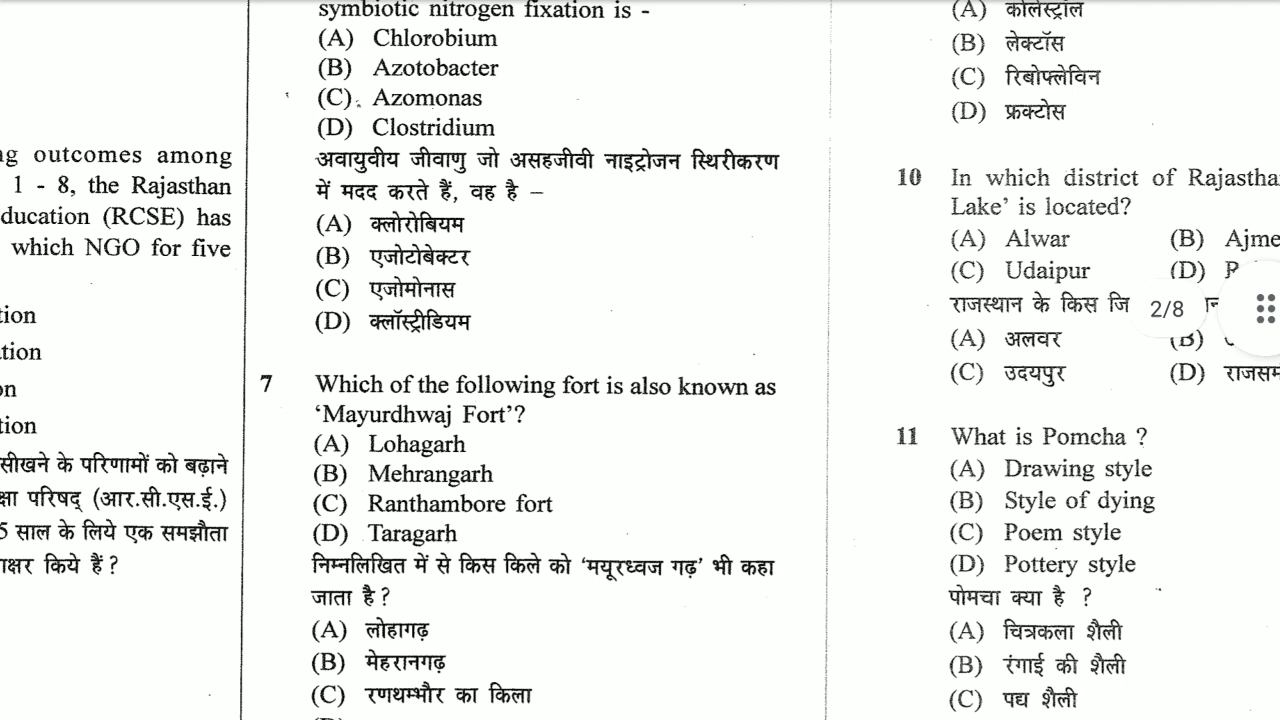 ng outcomes among
1 - 8, the Rajasthan
ducation (RCSE) has
which NGO for five
tion
ation
on
tion
सीखने के परिणामों को बढ़ाने
क्षा परिषद् (आर.सी.एस.ई.)
5 साल के लिये एक समझौता
ाक्षर किये हैं ?
symbiotic nitrogen fixation is -
(A) Chlorobium
(B) Azotobacter
(C) Azomonas
(D) Clostridium
अवायुवीय जीवाणु जो असहजीवी नाइट्रोजन स्थिरीकरण
में मदद करते हैं, वह है –
(A) क्लोरोबियम
(B) एजोटोबेक्टर
(C) एजोमोनास
(D) क्लॉस्ट्रीडियम
7 Which of the following fort is also known as
‘Mayurdhwaj Fort’?
(A) Lohagarh
(B) Mehrangarh
(C) Ranthambore fort
(D) Taragarh
निम्नलिखित में से किस किले को ‘मयूरध्वज गढ़’ भी कहा
जाता है ?
(A) लोहागढ़
(B) मेहरानगढ़
(C) रणथम्भौर का किला
(A) कोलेस्ट्रॉल
(B) लेक्टॉस
(C) रिबोफ्लेविन
(D) फ्रक्टोस
10 In which district of Rajastha
Lake’ is located?
(A) Alwar (B) Ajme
(C) Udaipur (D)
राजस्थान के किस जि
2/8
(A) अलवर (B)
(C) उदयपुर (D) राजसम
11 What is Pomcha ?
(A) Drawing style
(B) Style of dying
(C) Poem style
(D) Pottery style
पोमचा क्या है ?
(A) चित्रकला शैली
(B) रंगाई की शैली
(C) पद्य शैली